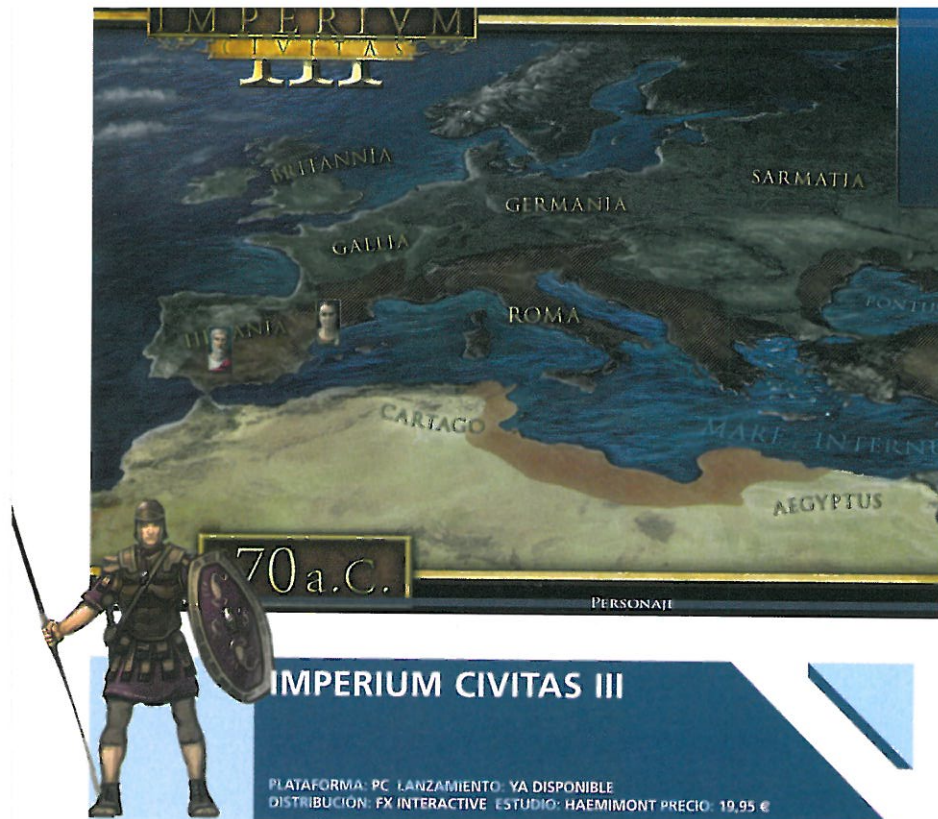 IMPERIVM
CIVITAS
III
BRITANNIA
SARMATIA
GERMANIA
GALLIA
ROMA
CARTAGO
AEGYPTUS
70 a.C.
PERSONAJE
IMPERIUM CIVITAS III
PLATAFORMA: PC LANZAMIENTO: YA DISPONIBLE
DISTRIBUCIÓN: FX INTERACTIVE ESTUDIO: HAEMIMONT PRECIO: 19,95 €